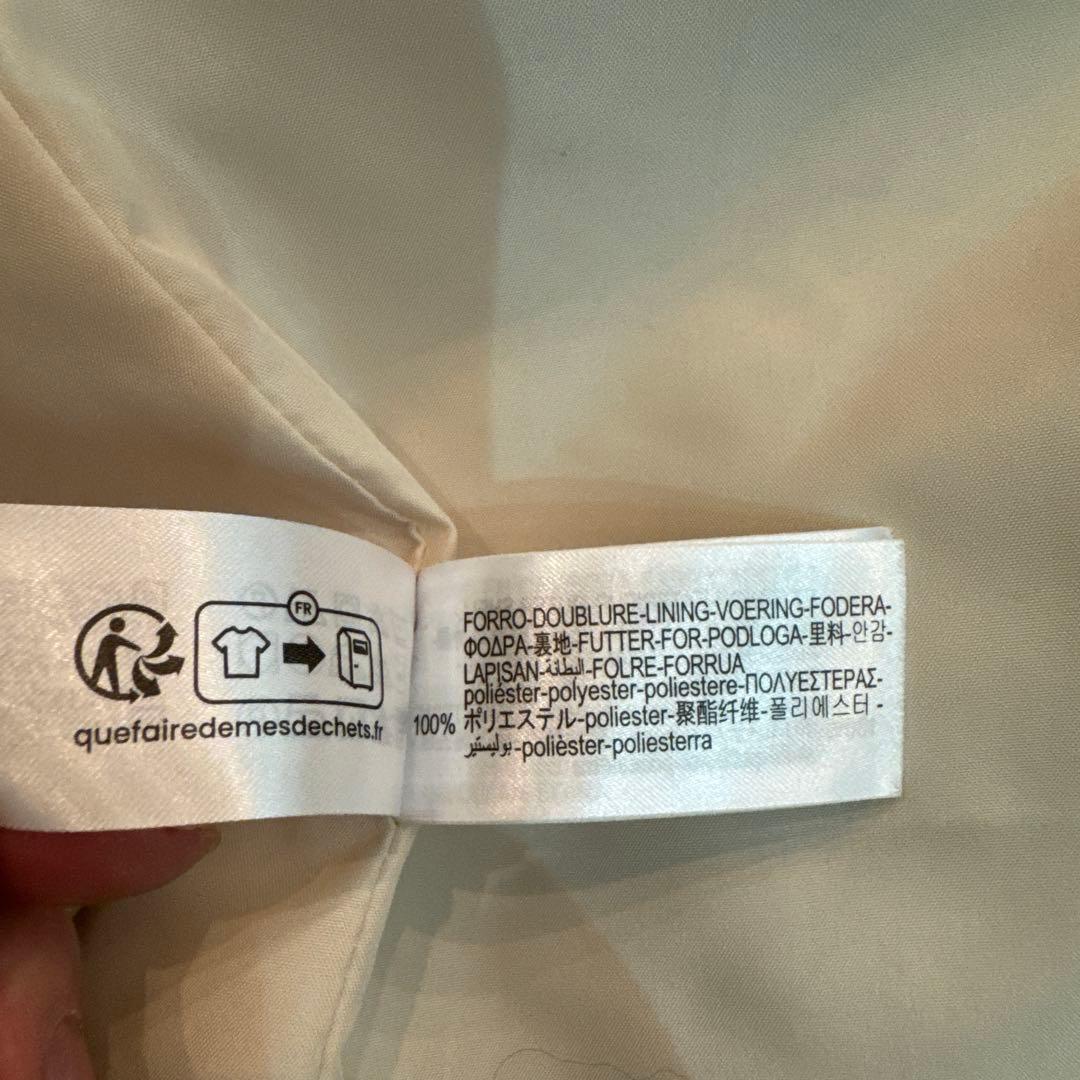 FR
quefairedemesdechets.fr
FORRO-DOUBLURE-LINING-VOERING-FODERA-
ΦΟΔΡΑ-裏地-FUTTER-FOR-PODLOGA-里料-안감-
LAPISAN-البطانة-FOLRE-FORRUA
100% poliéster-polyester-poliestere-ΠΟΛΥΕΣΤΕΡΑΣ-
ポリエステル-poliester-聚酯纤维-폴리에스터-
بوليستير-polièster-poliesterra